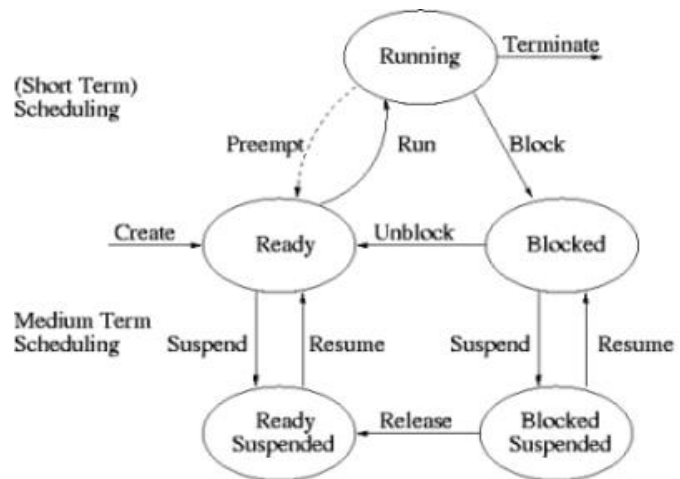 Running
Terminate
(Short Term)
Scheduling
Preempt
Run
Block
Create
Ready
Unblock
Blocked
Medium Term
Scheduling
Suspend
Resume
Suspend
Resume
Ready
Suspended
Release
Blocked
Suspended